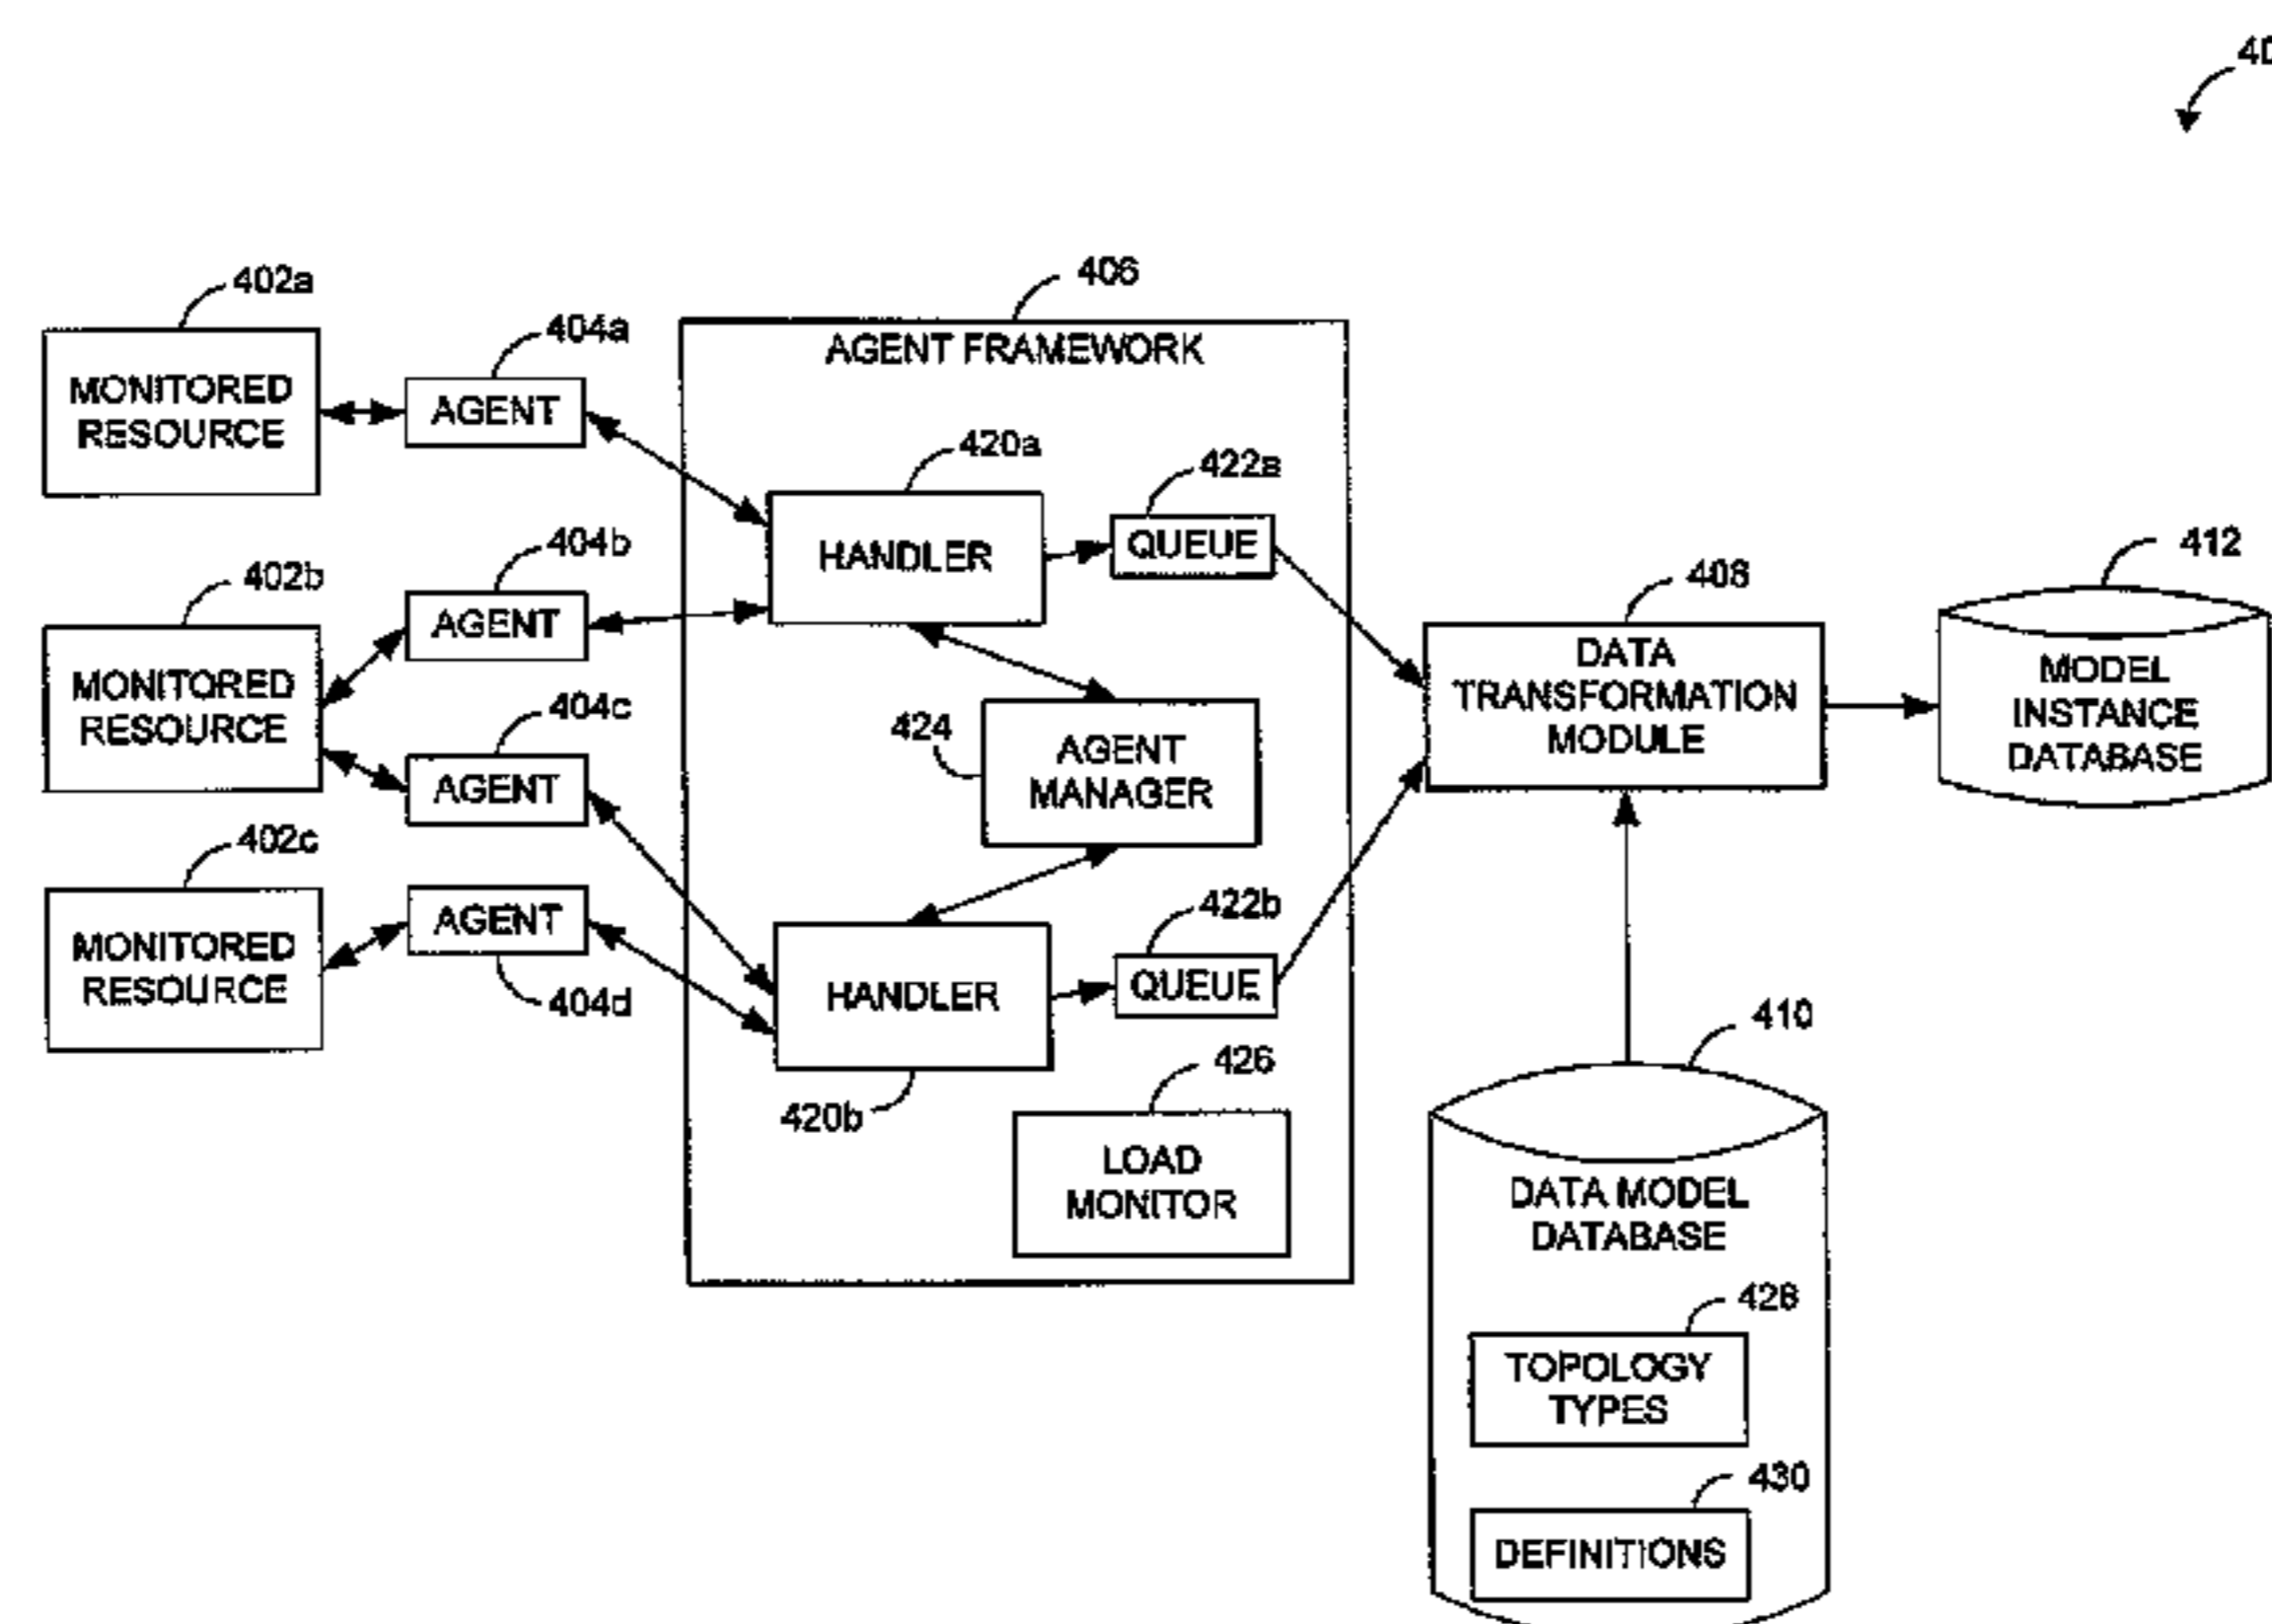 40
402a
MONITORED
RESOURCE
404a
AGENT
402b
MONITORED
RESOURCE
404b
AGENT
404c
AGENT
402c
MONITORED
RESOURCE
AGENT
404d
406
AGENT FRAMEWORK
420a
HANDLER
422a
QUEUE
424
AGENT
MANAGER
HANDLER
420b
422b
QUEUE
426
LOAD
MONITOR
408
DATA
TRANSFORMATION
MODULE
412
MODEL
INSTANCE
DATABASE
410
DATA MODEL
DATABASE
428
TOPOLOGY
TYPES
430
DEFINITIONS